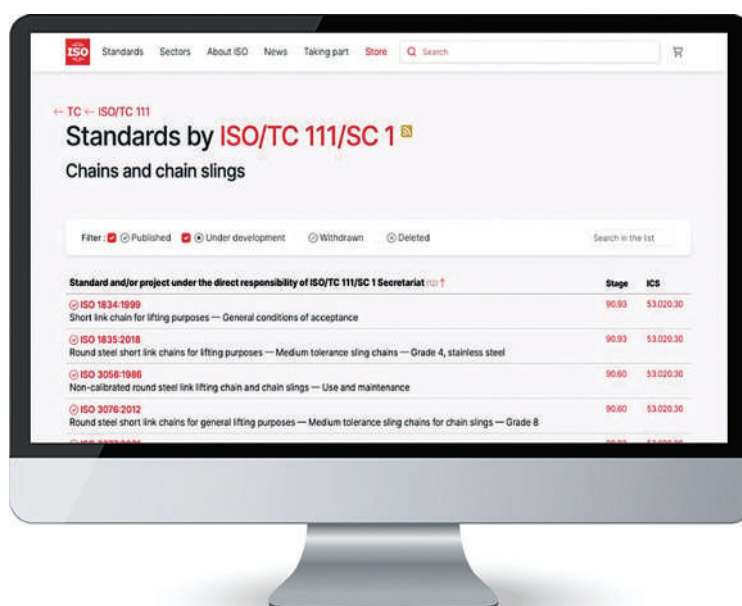 ISO Standards Sectors About ISO News Taking part Store Search
← TC ← ISO/TC 111
Standards by ISO/TC 111/SC 1
Chains and chain slings
Filter : Published Under development Withdrawn Deleted Search in the list
Standard and/or project under the direct responsibility of ISO/TC 111/SC 1 Secretariat (12) ↑ Stage ICS
ISO 1834:1999 90.93 53.020.30
Short link chain for lifting purposes — General conditions of acceptance
ISO 1835:2018 90.93 53.020.30
Round steel short link chains for lifting purposes — Medium tolerance sling chains — Grade 4, stainless steel
ISO 3056:1986 90.60 53.020.30
Non-calibrated round steel link lifting chain and chain slings — Use and maintenance
ISO 3076:2012 90.60 53.020.30
Round steel short link chains for general lifting purposes — Medium tolerance sling chains for chain slings — Grade 8